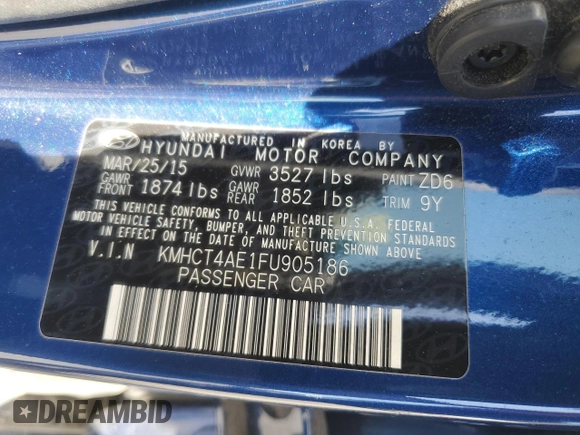 MANUFACTURED IN KOREA BY
HYUNDAI MOTOR COMPANY
MAR/25/15 GVWR 3527 lbs PAINT ZD6
GAWR FRONT 1874 lbs GAWR REAR 1852 lbs TRIM 9Y
THIS VEHICLE CONFORMS TO ALL APPLICABLE U.S.A. FEDERAL
MOTOR VEHICLE SAFETY, BUMPER, AND THEFT PREVENTION STANDARDS
IN EFFECT ON THE DATE OF MANUFACTURE SHOWN ABOVE.
V.I.N KMHCT4AE1FU905186
PASSENGER CAR
DREAMBID